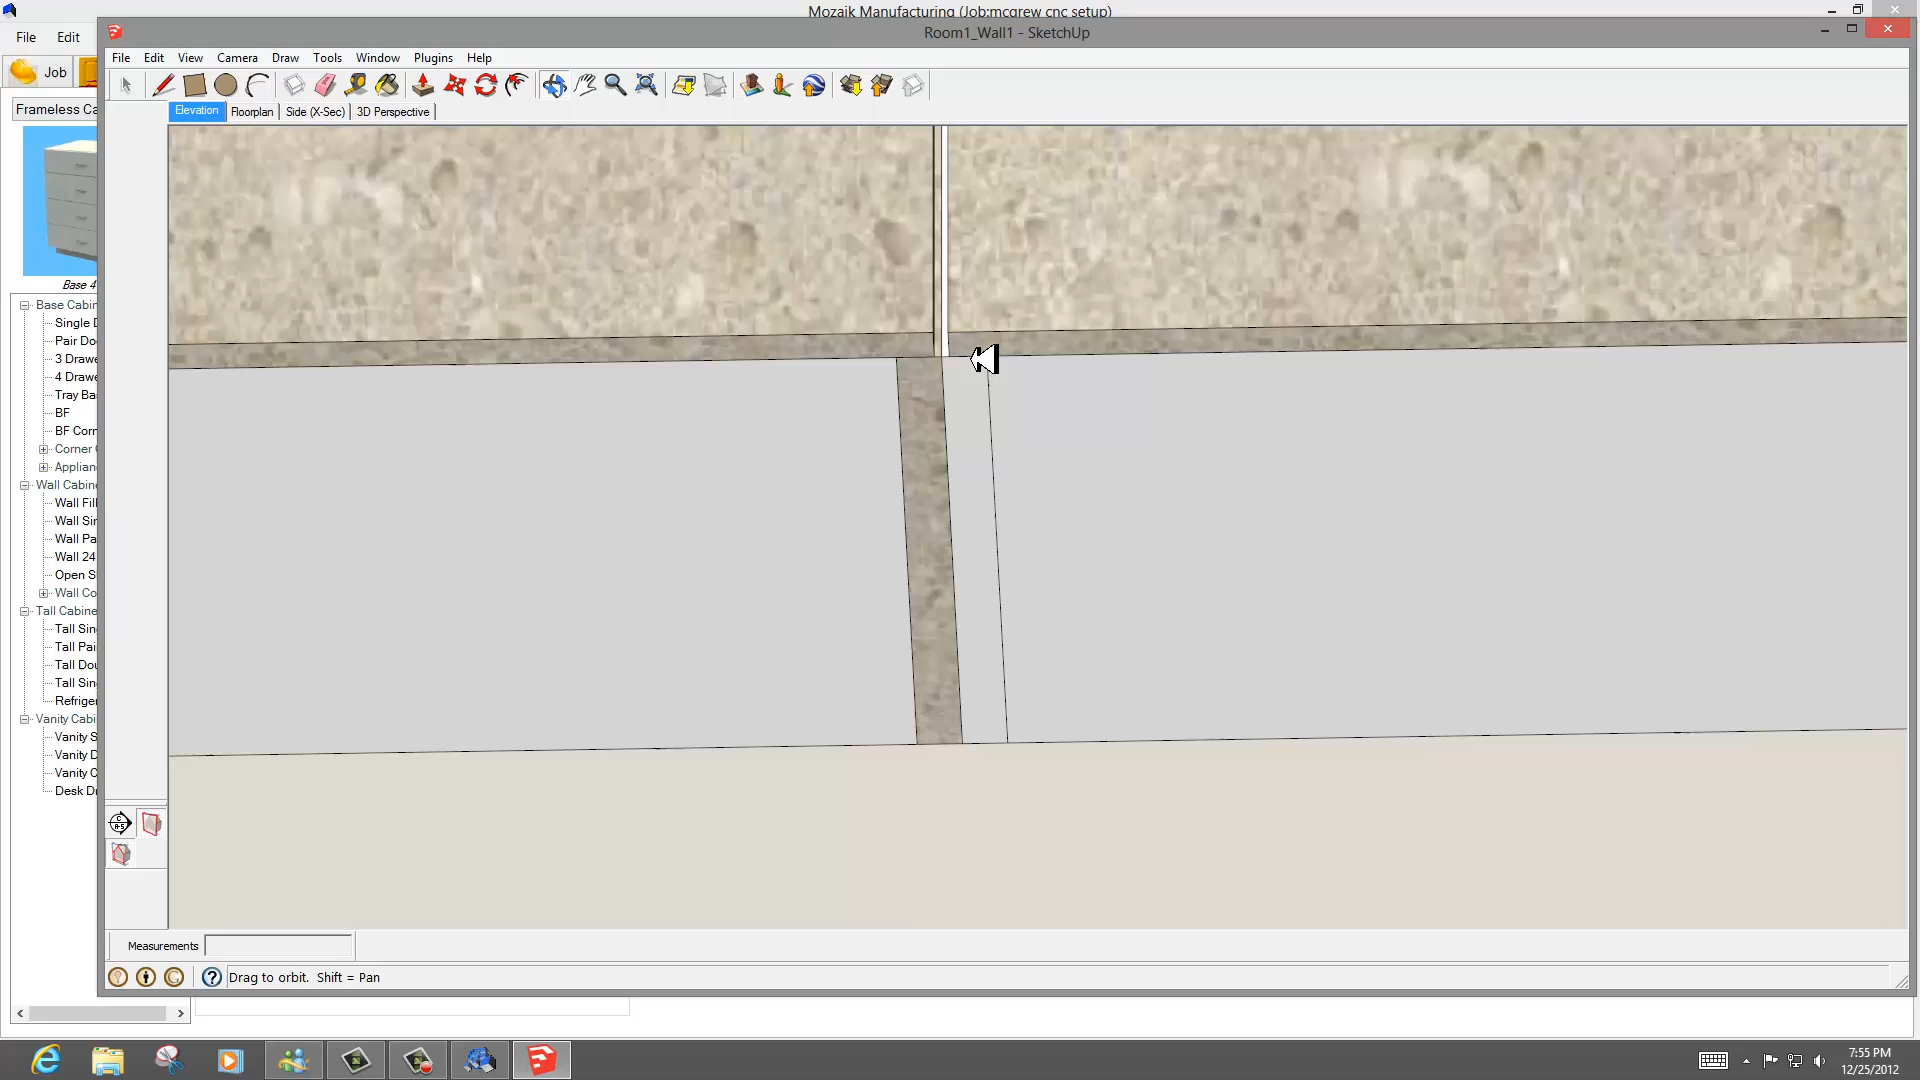 Mozaik Manufacturing (Job:mcgrew cnc setup)
File Edit
Room1_Wall1 - SketchUp
File Edit View Camera Draw Tools Window Plugins Help
Job
Elevation Floorplan Side (X-Sec) 3D Perspective
Frameless Ca
Base 4
Base Cabin
Single D
Pair Do
3 Drawe
4 Drawe
Tray Ba
BF
BF Corn
Corner
Applian
Wall Cabine
Wall Fill
Wall Sin
Wall Pa
Wall 24
Open S
Wall Co
Tall Cabine
Tall Sin
Tall Pai
Tall Dou
Tall Sin
Refriger
Vanity Cabi
Vanity S
Vanity D
Vanity C
Desk Dr
Measurements
Drag to orbit. Shift = Pan
7:55 PM
12/25/2012